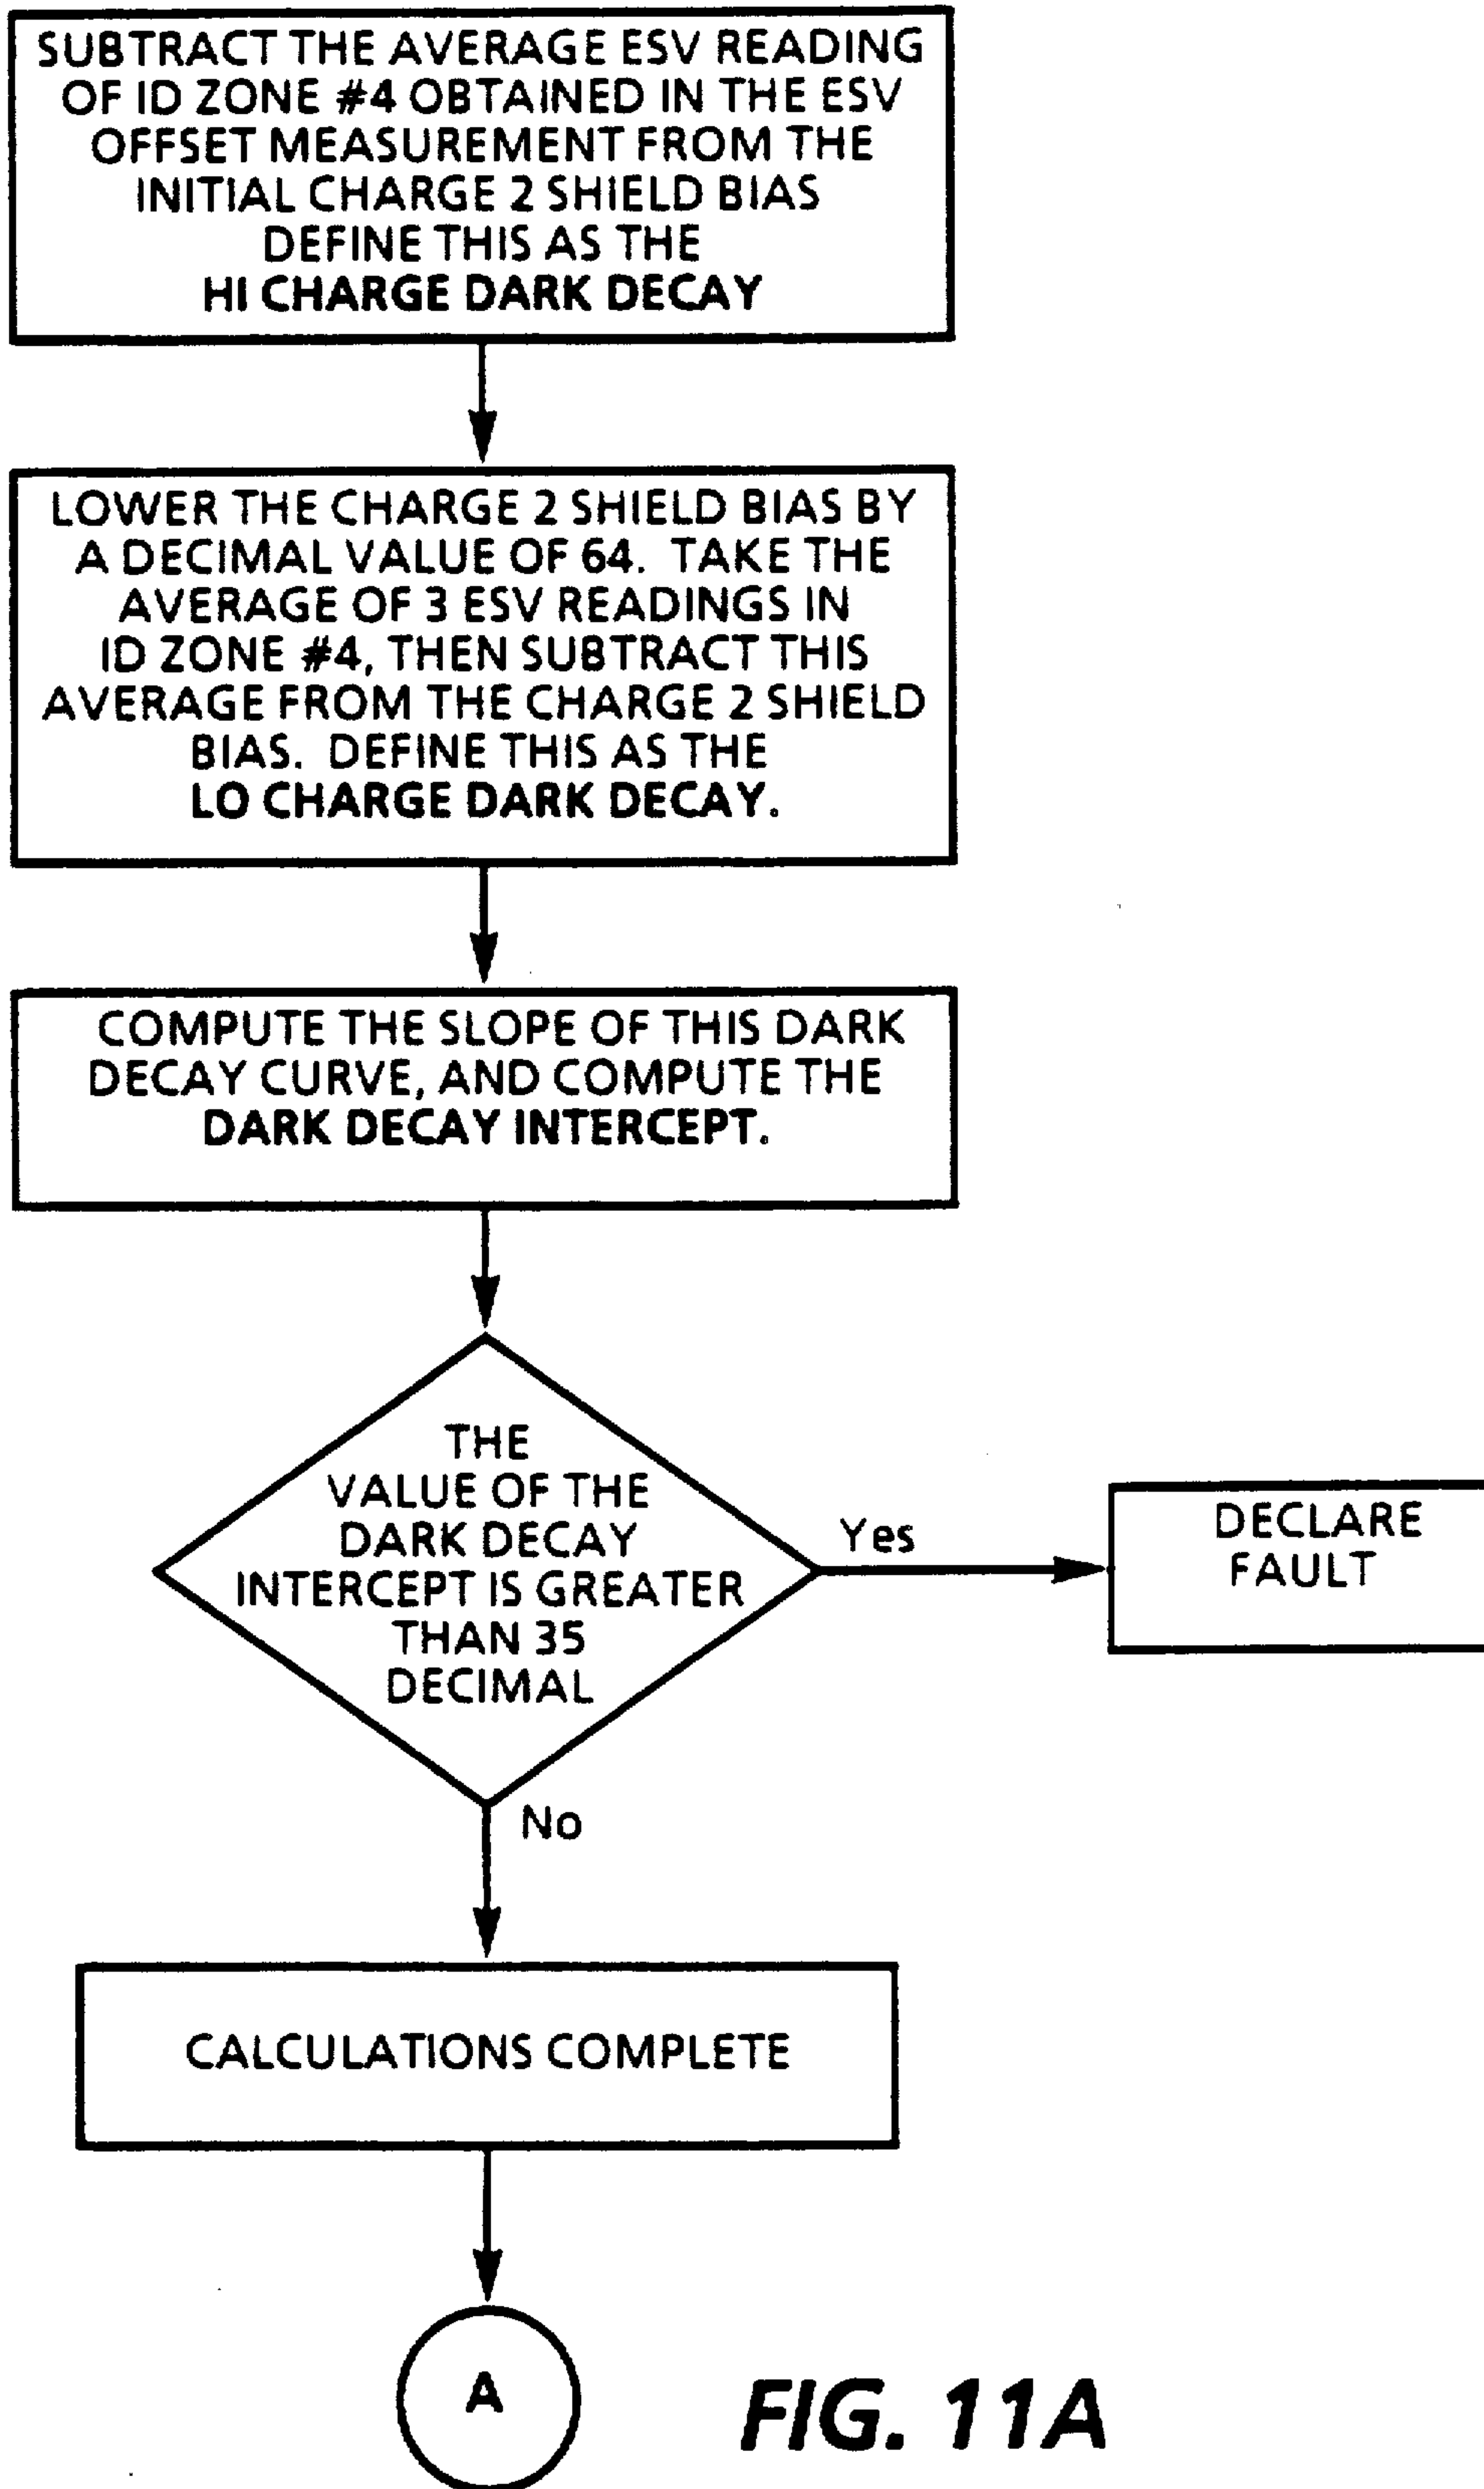 SUBTRACT THE AVERAGE ESV READING
OF ID ZONE #4 OBTAINED IN THE ESV
OFFSET MEASUREMENT FROM THE
INITIAL CHARGE 2 SHIELD BIAS
DEFINE THIS AS THE
HI CHARGE DARK DECAY
LOWER THE CHARGE 2 SHIELD BIAS BY
A DECIMAL VALUE OF 64. TAKE THE
AVERAGE OF 3 ESV READINGS IN
ID ZONE #4, THEN SUBTRACT THIS
AVERAGE FROM THE CHARGE 2 SHIELD
BIAS. DEFINE THIS AS THE
LO CHARGE DARK DECAY.
COMPUTE THE SLOPE OF THIS DARK
DECAY CURVE, AND COMPUTE THE
DARK DECAY INTERCEPT.
THE
VALUE OF THE
DARK DECAY
INTERCEPT IS GREATER
THAN 35
DECIMAL
Yes
DECLARE
FAULT
No
CALCULATIONS COMPLETE
A
FIG. 11A